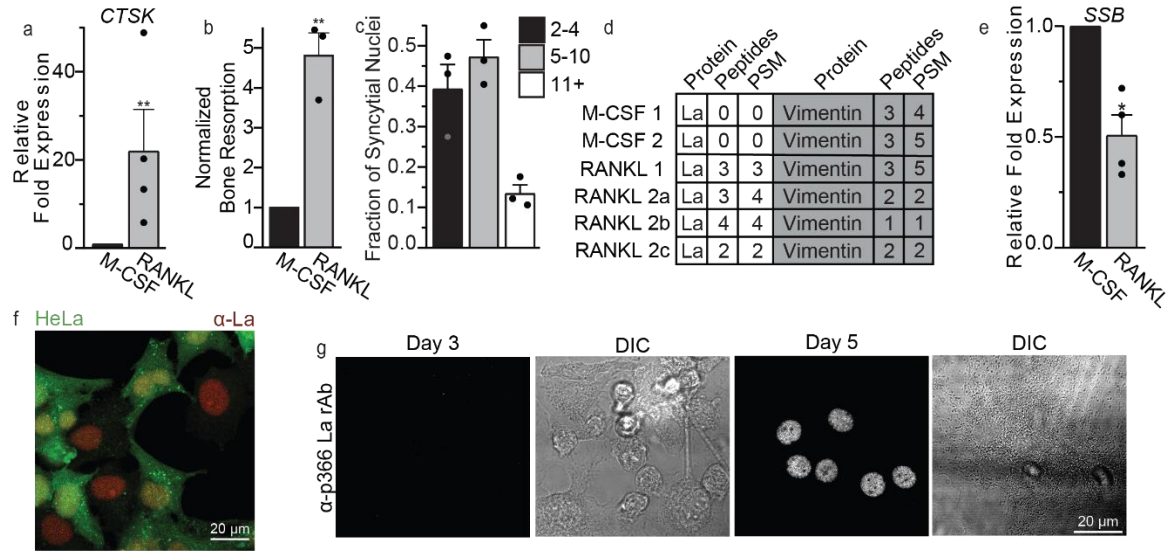 a
CTSK
Relative
Fold Expression
40
20
0
**
M-CSF
RANKL
b
Normalized
Bone Resorption
5
4
3
2
1
0
**
M-CSF
RANKL
c
Fraction of Syncytial Nuclei
0.5
0.4
0.3
0.2
0.1
0.0
2-4
5-10
11+
d
Protein Peptides PSM Protein Peptides PSM
M-CSF 1 La 0 0 Vimentin 3 4
M-CSF 2 La 0 0 Vimentin 3 5
RANKL 1 La 3 3 Vimentin 3 5
RANKL 2a La 3 4 Vimentin 2 2
RANKL 2b La 4 4 Vimentin 1 1
RANKL 2c La 2 2 Vimentin 2 2
e
SSB
Relative Fold Expression
1.0
0.5
0.0
*
M-CSF
RANKL
f HeLa α-La
20 µm
g
Day 3 DIC Day 5 DIC
α-p366 La rAb
20 µm